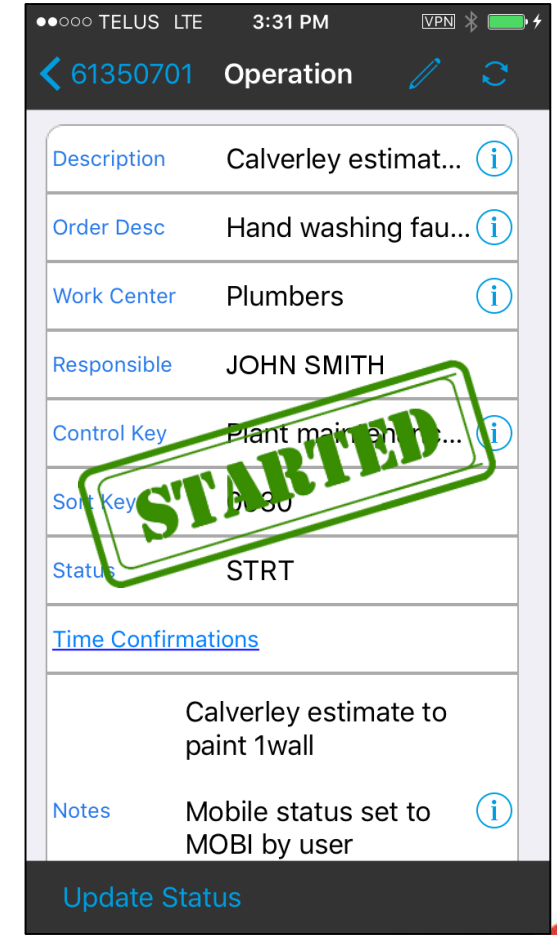 TELUS LTE 3:31 PM VPN
61350701 Operation
Description Calverley estimat...
Order Desc Hand washing fau...
Work Center Plumbers
Responsible JOHN SMITH
Control Key Plant maintenanc...
STARTED
Sort Key 0030
Status STRT
Time Confirmations
Calverley estimate to
paint 1wall
Notes Mobile status set to
MOBI by user
Update Status